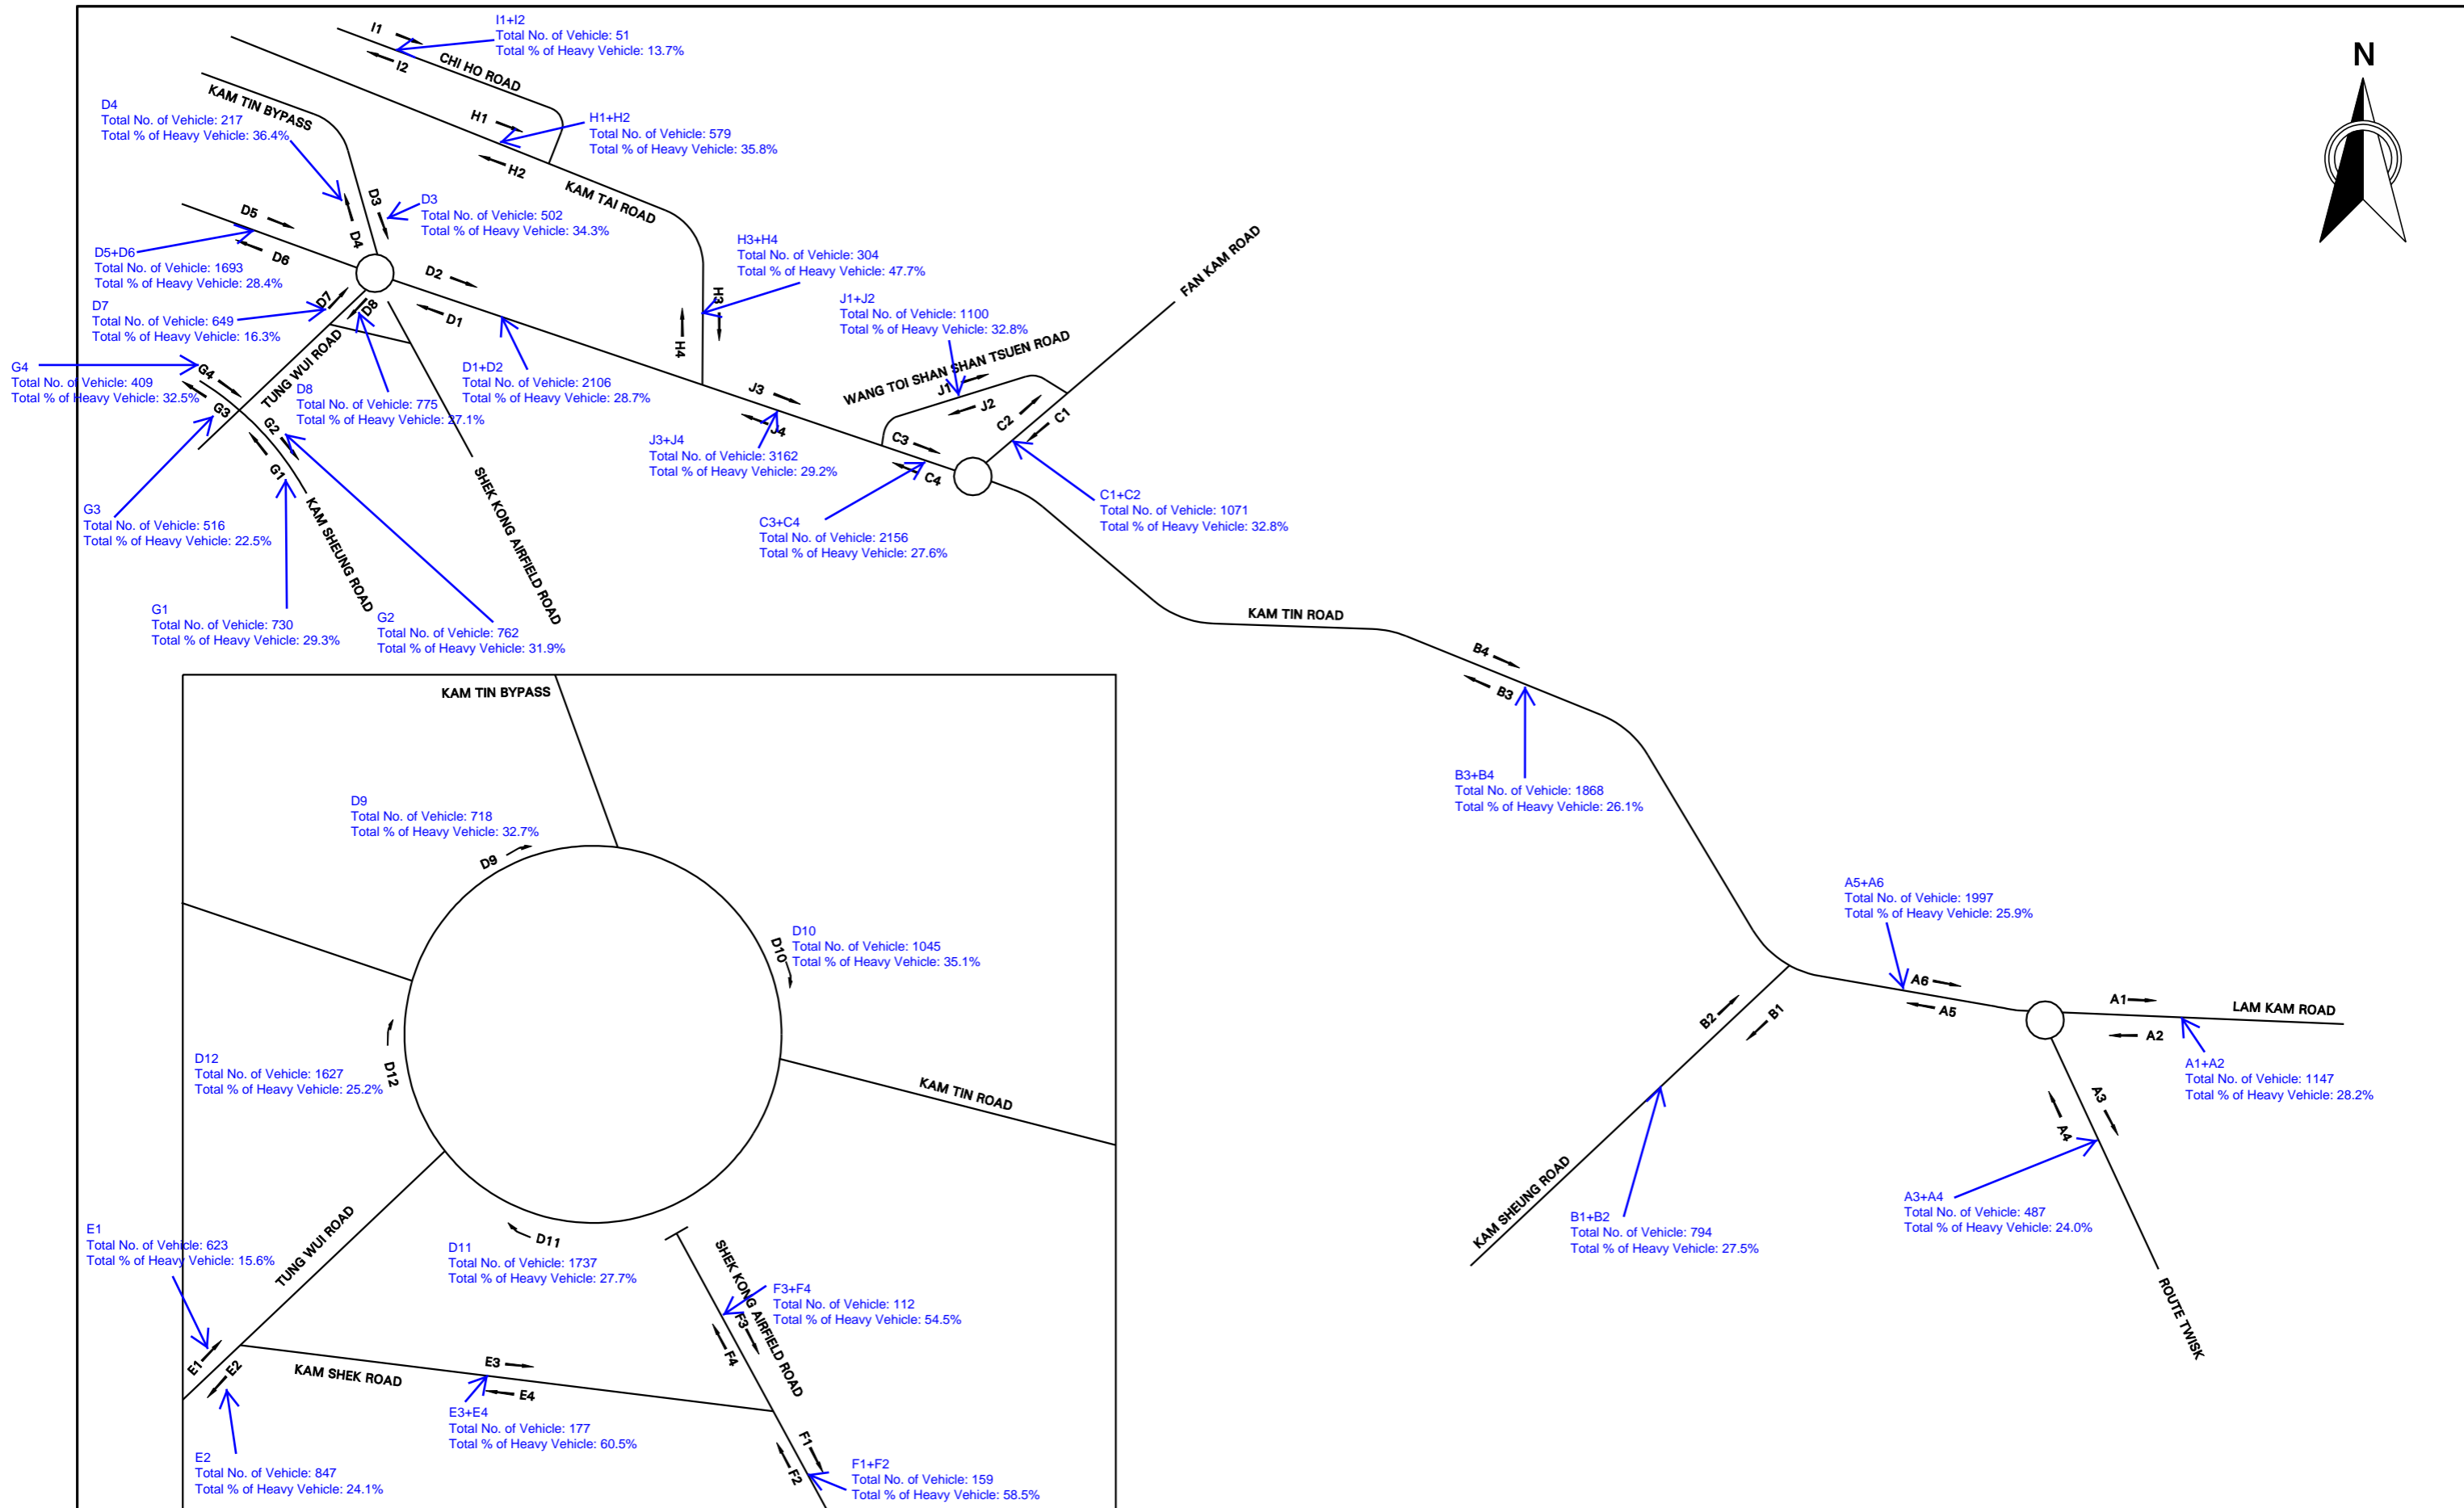 I1+I2
Total No. of Vehicle: 51
Total % of Heavy Vehicle: 13.7%
I1
I2
CHI HO ROAD
N
KAM TIN BYPASS
D4
Total No. of Vehicle: 217
Total % of Heavy Vehicle: 36.4%
H1
H2
H1+H2
Total No. of Vehicle: 579
Total % of Heavy Vehicle: 35.8%
KAM TAI ROAD
D3
D4
D3
Total No. of Vehicle: 502
Total % of Heavy Vehicle: 34.3%
D5
D6
D5+D6
Total No. of Vehicle: 1693
Total % of Heavy Vehicle: 28.4%
H3+H4
Total No. of Vehicle: 304
Total % of Heavy Vehicle: 47.7%
FAN KAM ROAD
D2
D1
D7
D8
D7
Total No. of Vehicle: 649
Total % of Heavy Vehicle: 16.3%
H3
H4
J1+J2
Total No. of Vehicle: 1100
Total % of Heavy Vehicle: 32.8%
WANG TOI SHAN TSUEN ROAD
G4
Total No. of Vehicle: 409
Total % of Heavy Vehicle: 32.5%
G4
G3
TUNG WUI ROAD
D8
Total No. of Vehicle: 775
Total % of Heavy Vehicle: 27.1%
D1+D2
Total No. of Vehicle: 2106
Total % of Heavy Vehicle: 28.7%
J3
J4
J1
J2
C2
C1
C3
C4
G2
G1
J3+J4
Total No. of Vehicle: 3162
Total % of Heavy Vehicle: 29.2%
SHEK KONG AIRFIELD ROAD
KAM SHEUNG ROAD
C1+C2
Total No. of Vehicle: 1071
Total % of Heavy Vehicle: 32.8%
G3
Total No. of Vehicle: 516
Total % of Heavy Vehicle: 22.5%
C3+C4
Total No. of Vehicle: 2156
Total % of Heavy Vehicle: 27.6%
G1
Total No. of Vehicle: 730
Total % of Heavy Vehicle: 29.3%
G2
Total No. of Vehicle: 762
Total % of Heavy Vehicle: 31.9%
KAM TIN ROAD
B4
B3
KAM TIN BYPASS
B3+B4
Total No. of Vehicle: 1868
Total % of Heavy Vehicle: 26.1%
D9
Total No. of Vehicle: 718
Total % of Heavy Vehicle: 32.7%
D9
A5+A6
Total No. of Vehicle: 1997
Total % of Heavy Vehicle: 25.9%
D10
D10
Total No. of Vehicle: 1045
Total % of Heavy Vehicle: 35.1%
A6
A5
A1
A2
LAM KAM ROAD
B2
B1
D12
Total No. of Vehicle: 1627
Total % of Heavy Vehicle: 25.2%
D12
KAM TIN ROAD
A1+A2
Total No. of Vehicle: 1147
Total % of Heavy Vehicle: 28.2%
A3
A4
KAM SHEUNG ROAD
A3+A4
Total No. of Vehicle: 487
Total % of Heavy Vehicle: 24.0%
B1+B2
Total No. of Vehicle: 794
Total % of Heavy Vehicle: 27.5%
ROUTE TWISK
E1
Total No. of Vehicle: 623
Total % of Heavy Vehicle: 15.6%
TUNG WUI ROAD
D11
D11
Total No. of Vehicle: 1737
Total % of Heavy Vehicle: 27.7%
SHEK KONG AIRFIELD ROAD
F3+F4
Total No. of Vehicle: 112
Total % of Heavy Vehicle: 54.5%
F3
F4
E1
E2
KAM SHEK ROAD
E3
E4
E3+E4
Total No. of Vehicle: 177
Total % of Heavy Vehicle: 60.5%
E2
Total No. of Vehicle: 847
Total % of Heavy Vehicle: 24.1%
F1
F2
F1+F2
Total No. of Vehicle: 159
Total % of Heavy Vehicle: 58.5%